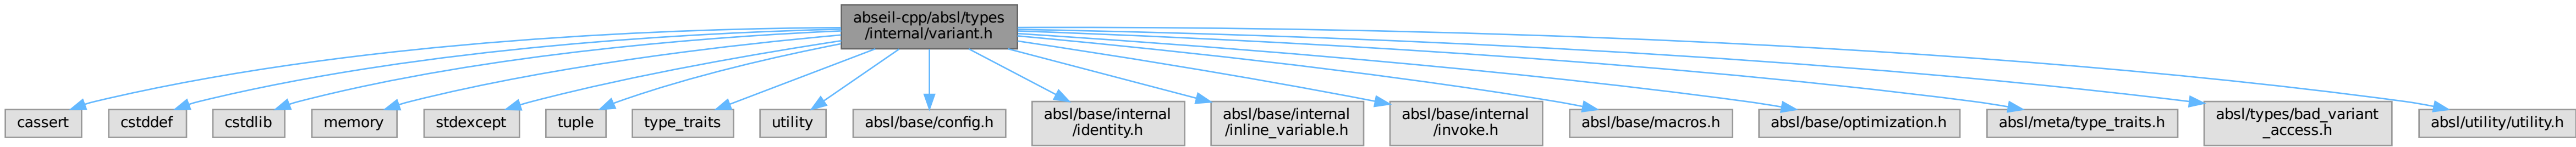 abseil-cpp/absl/types
/internal/variant.h
cassert
cstddef
cstdlib
memory
stdexcept
tuple
type_traits
utility
absl/base/config.h
absl/base/internal
/identity.h
absl/base/internal
/inline_variable.h
absl/base/internal
/invoke.h
absl/base/macros.h
absl/base/optimization.h
absl/meta/type_traits.h
absl/types/bad_variant
_access.h
absl/utility/utility.h